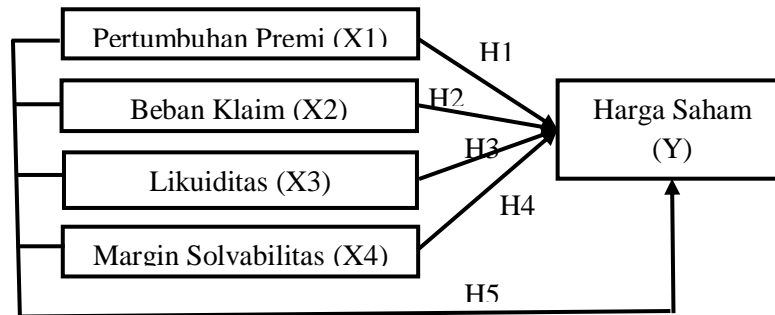 Pertumbuhan Premi (X1)
H1
Beban Klaim (X2)
H2
Harga Saham
(Y)
H3
Likuiditas (X3)
H4
Margin Solvabilitas (X4)
H5